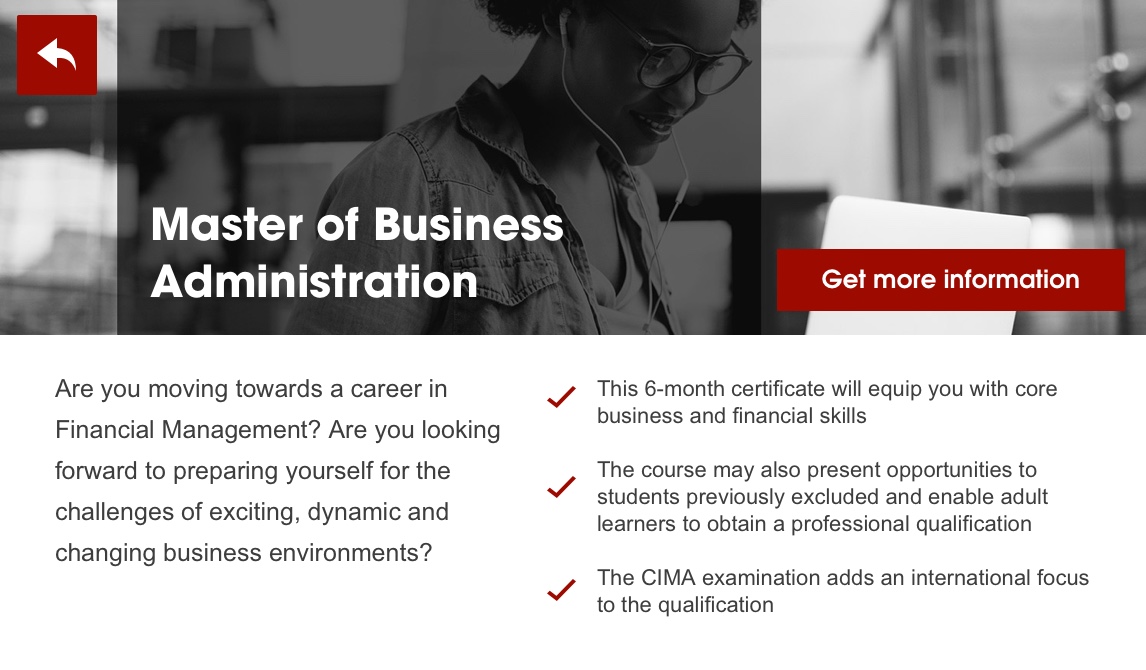 Master of Business
Administration
Get more information
Are you moving towards a career in
Financial Management? Are you looking
forward to preparing yourself for the
challenges of exciting, dynamic and
changing business environments?
This 6-month certificate will equip you with core
business and financial skills
The course may also present opportunities to
students previously excluded and enable adult
learners to obtain a professional qualification
The CIMA examination adds an international focus
to the qualification